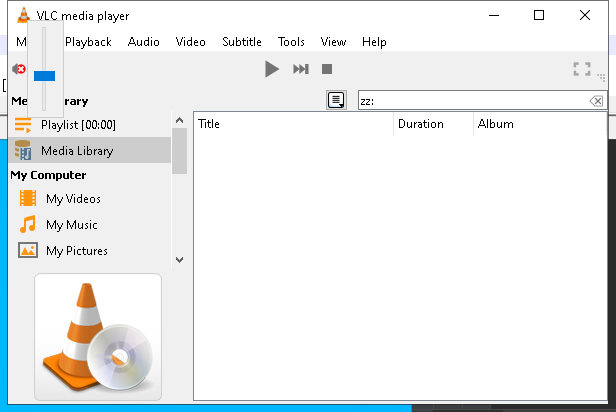 VLC media player
M Playback Audio Video Subtitle Tools View Help
Me rary
zz:
Playlist [00:00]
Title Duration Album
Media Library
My Computer
My Videos
My Music
My Pictures